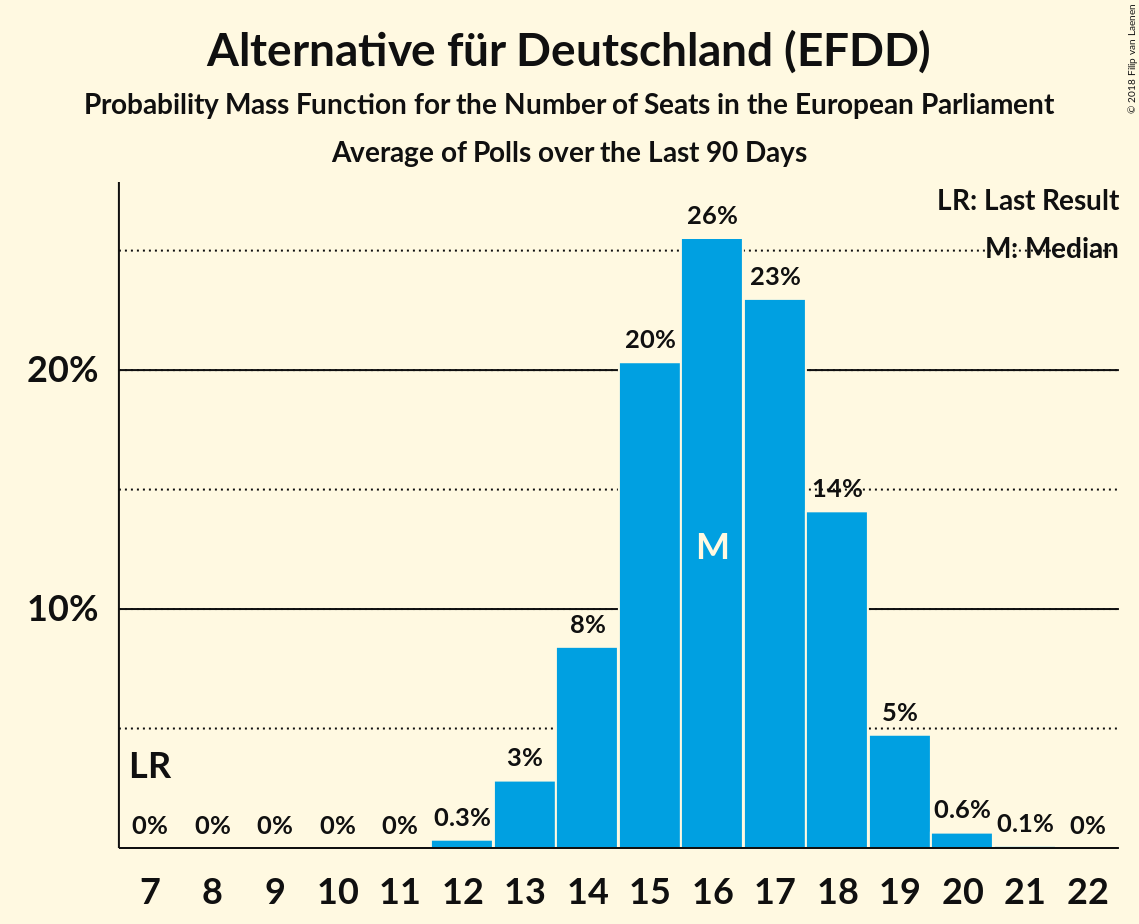 Alternative für Deutschland (EFDD)
Probability Mass Function for the Number of Seats in the European Parliament
Average of Polls over the Last 90 Days
© 2018 Filip van Laenen
LR: Last Result
M: Median
26%
23%
20%
20%
14%
M
10%
8%
5%
3%
LR
0% 0% 0% 0% 0% 0.3% 0.6% 0.1% 0%
7 8 9 10 11 12 13 14 15 16 17 18 19 20 21 22